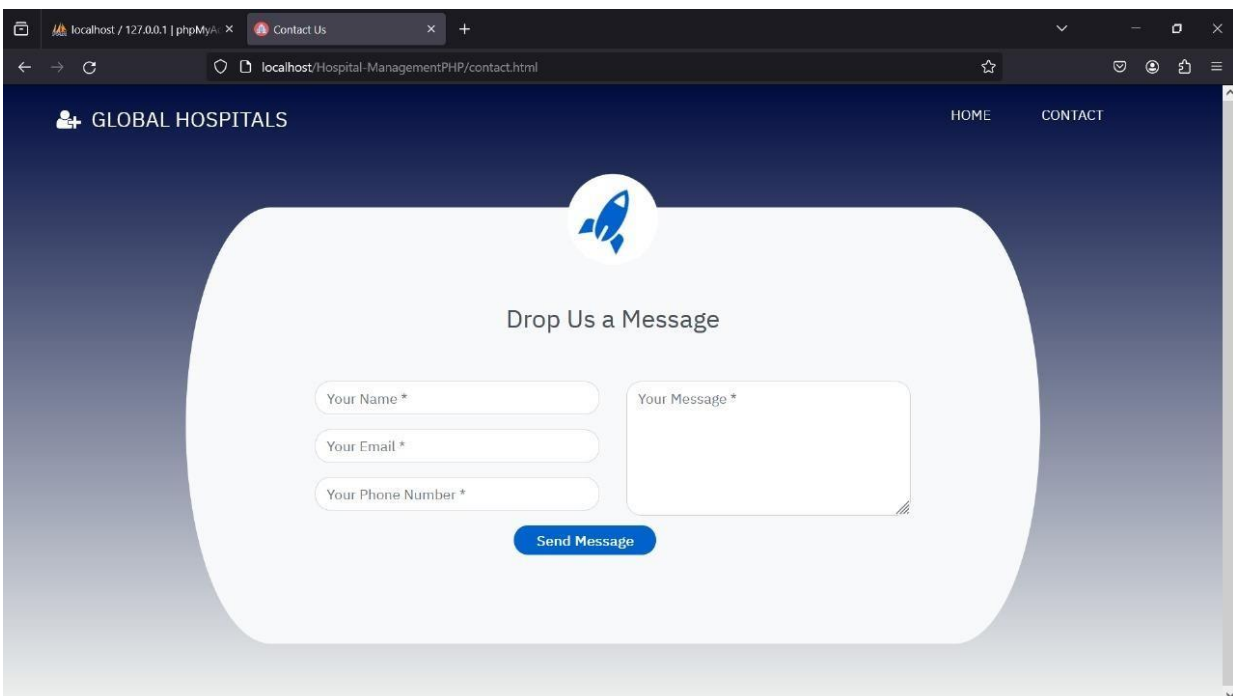 localhost / 127.0.0.1 | phpMyAd
Contact Us
localhost/Hospital-ManagementPHP/contact.html
GLOBAL HOSPITALS
HOME
CONTACT
Drop Us a Message
Your Name *
Your Email *
Your Phone Number *
Your Message *
Send Message